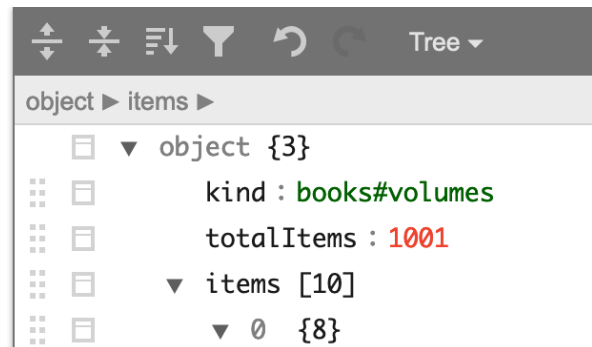 Tree
object ► items ►
object {3}
kind : books#volumes
totalItems : 1001
items [10]
0 {8}